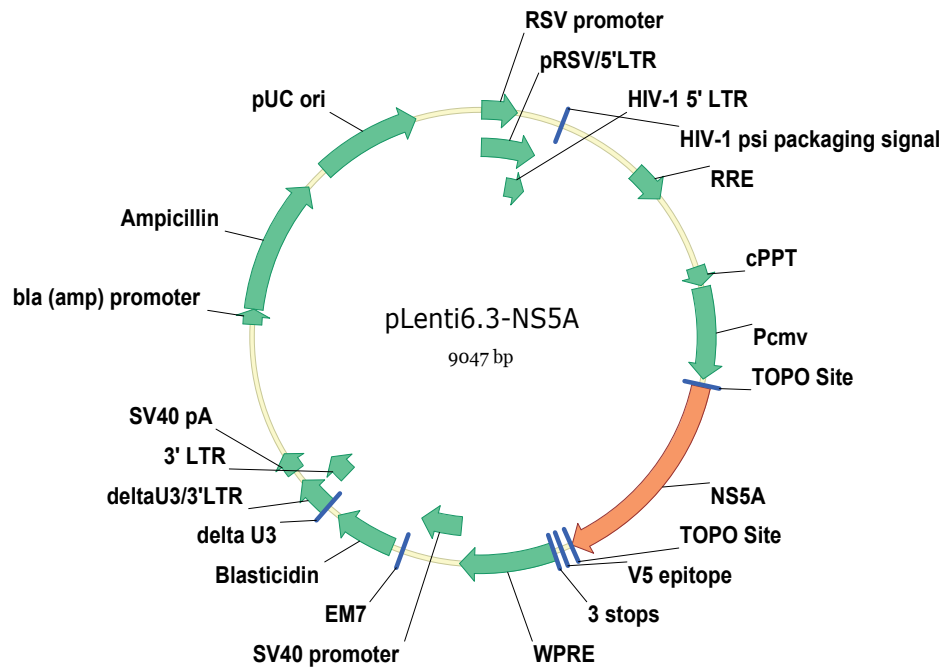 RSV promoter
pRSV/5'LTR
HIV-1 5' LTR
HIV-1 psi packaging signal
RRE
cPPT
Pcmv
TOPO Site
NS5A
TOPO Site
V5 epitope
3 stops
WPRE
SV40 promoter
EM7
Blasticidin
delta U3
deltaU3/3'LTR
3' LTR
SV40 pA
bla (amp) promoter
Ampicillin
pUC ori
pLenti6.3-NS5A
9047 bp